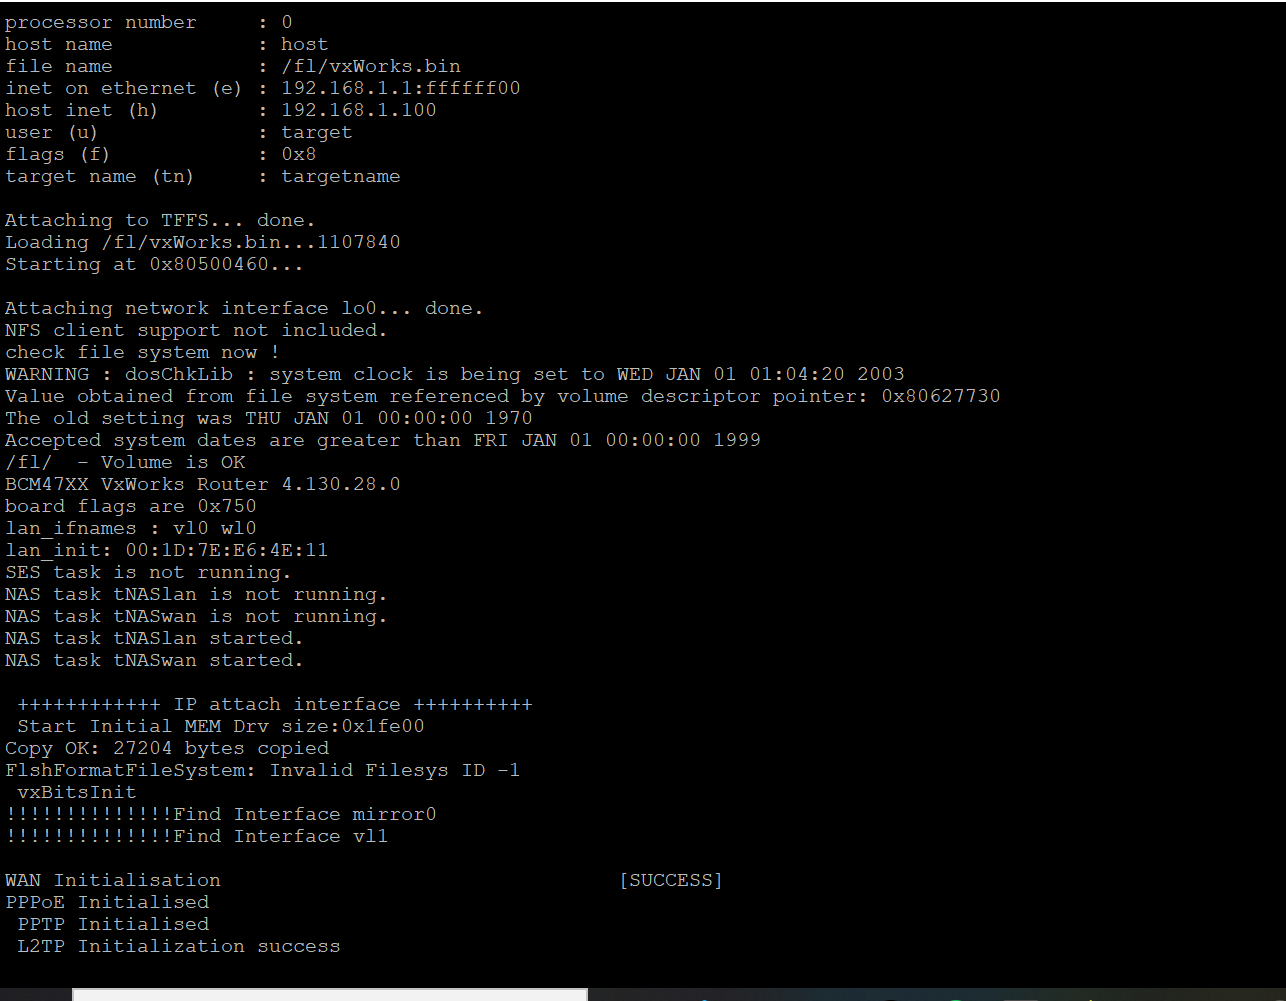 processor number     : 0
host name            : host
file name            : /fl/vxWorks.bin
inet on ethernet (e) : 192.168.1.1:ffffff00
host inet (h)        : 192.168.1.100
user (u)             : target
flags (f)            : 0x8
target name (tn)     : targetname
Attaching to TFFS... done.
Loading /fl/vxWorks.bin...1107840
Starting at 0x80500460...
Attaching network interface lo0... done.
NFS client support not included.
check file system now !
WARNING : dosChkLib : system clock is being set to WED JAN 01 01:04:20 2003
Value obtained from file system referenced by volume descriptor pointer: 0x80627730
The old setting was THU JAN 01 00:00:00 1970
Accepted system dates are greater than FRI JAN 01 00:00:00 1999
/fl/  - Volume is OK
BCM47XX VxWorks Router 4.130.28.0
board flags are 0x750
lan_ifnames : vl0 wl0
lan_init: 00:1D:7E:E6:4E:11
SES task is not running.
NAS task tNASlan is not running.
NAS task tNASwan is not running.
NAS task tNASlan started.
NAS task tNASwan started.
++++++++++++ IP attach interface ++++++++++
Start Initial MEM Drv size:0x1fe00
Copy OK: 27204 bytes copied
FlshFormatFileSystem: Invalid Filesys ID -1
vxBitsInit
!!!!!!!!!!!!!!Find Interface mirror0
!!!!!!!!!!!!!!Find Interface vl1
WAN Initialisation                                 [SUCCESS]
PPPoE Initialised
PPTP Initialised
L2TP Initialization success